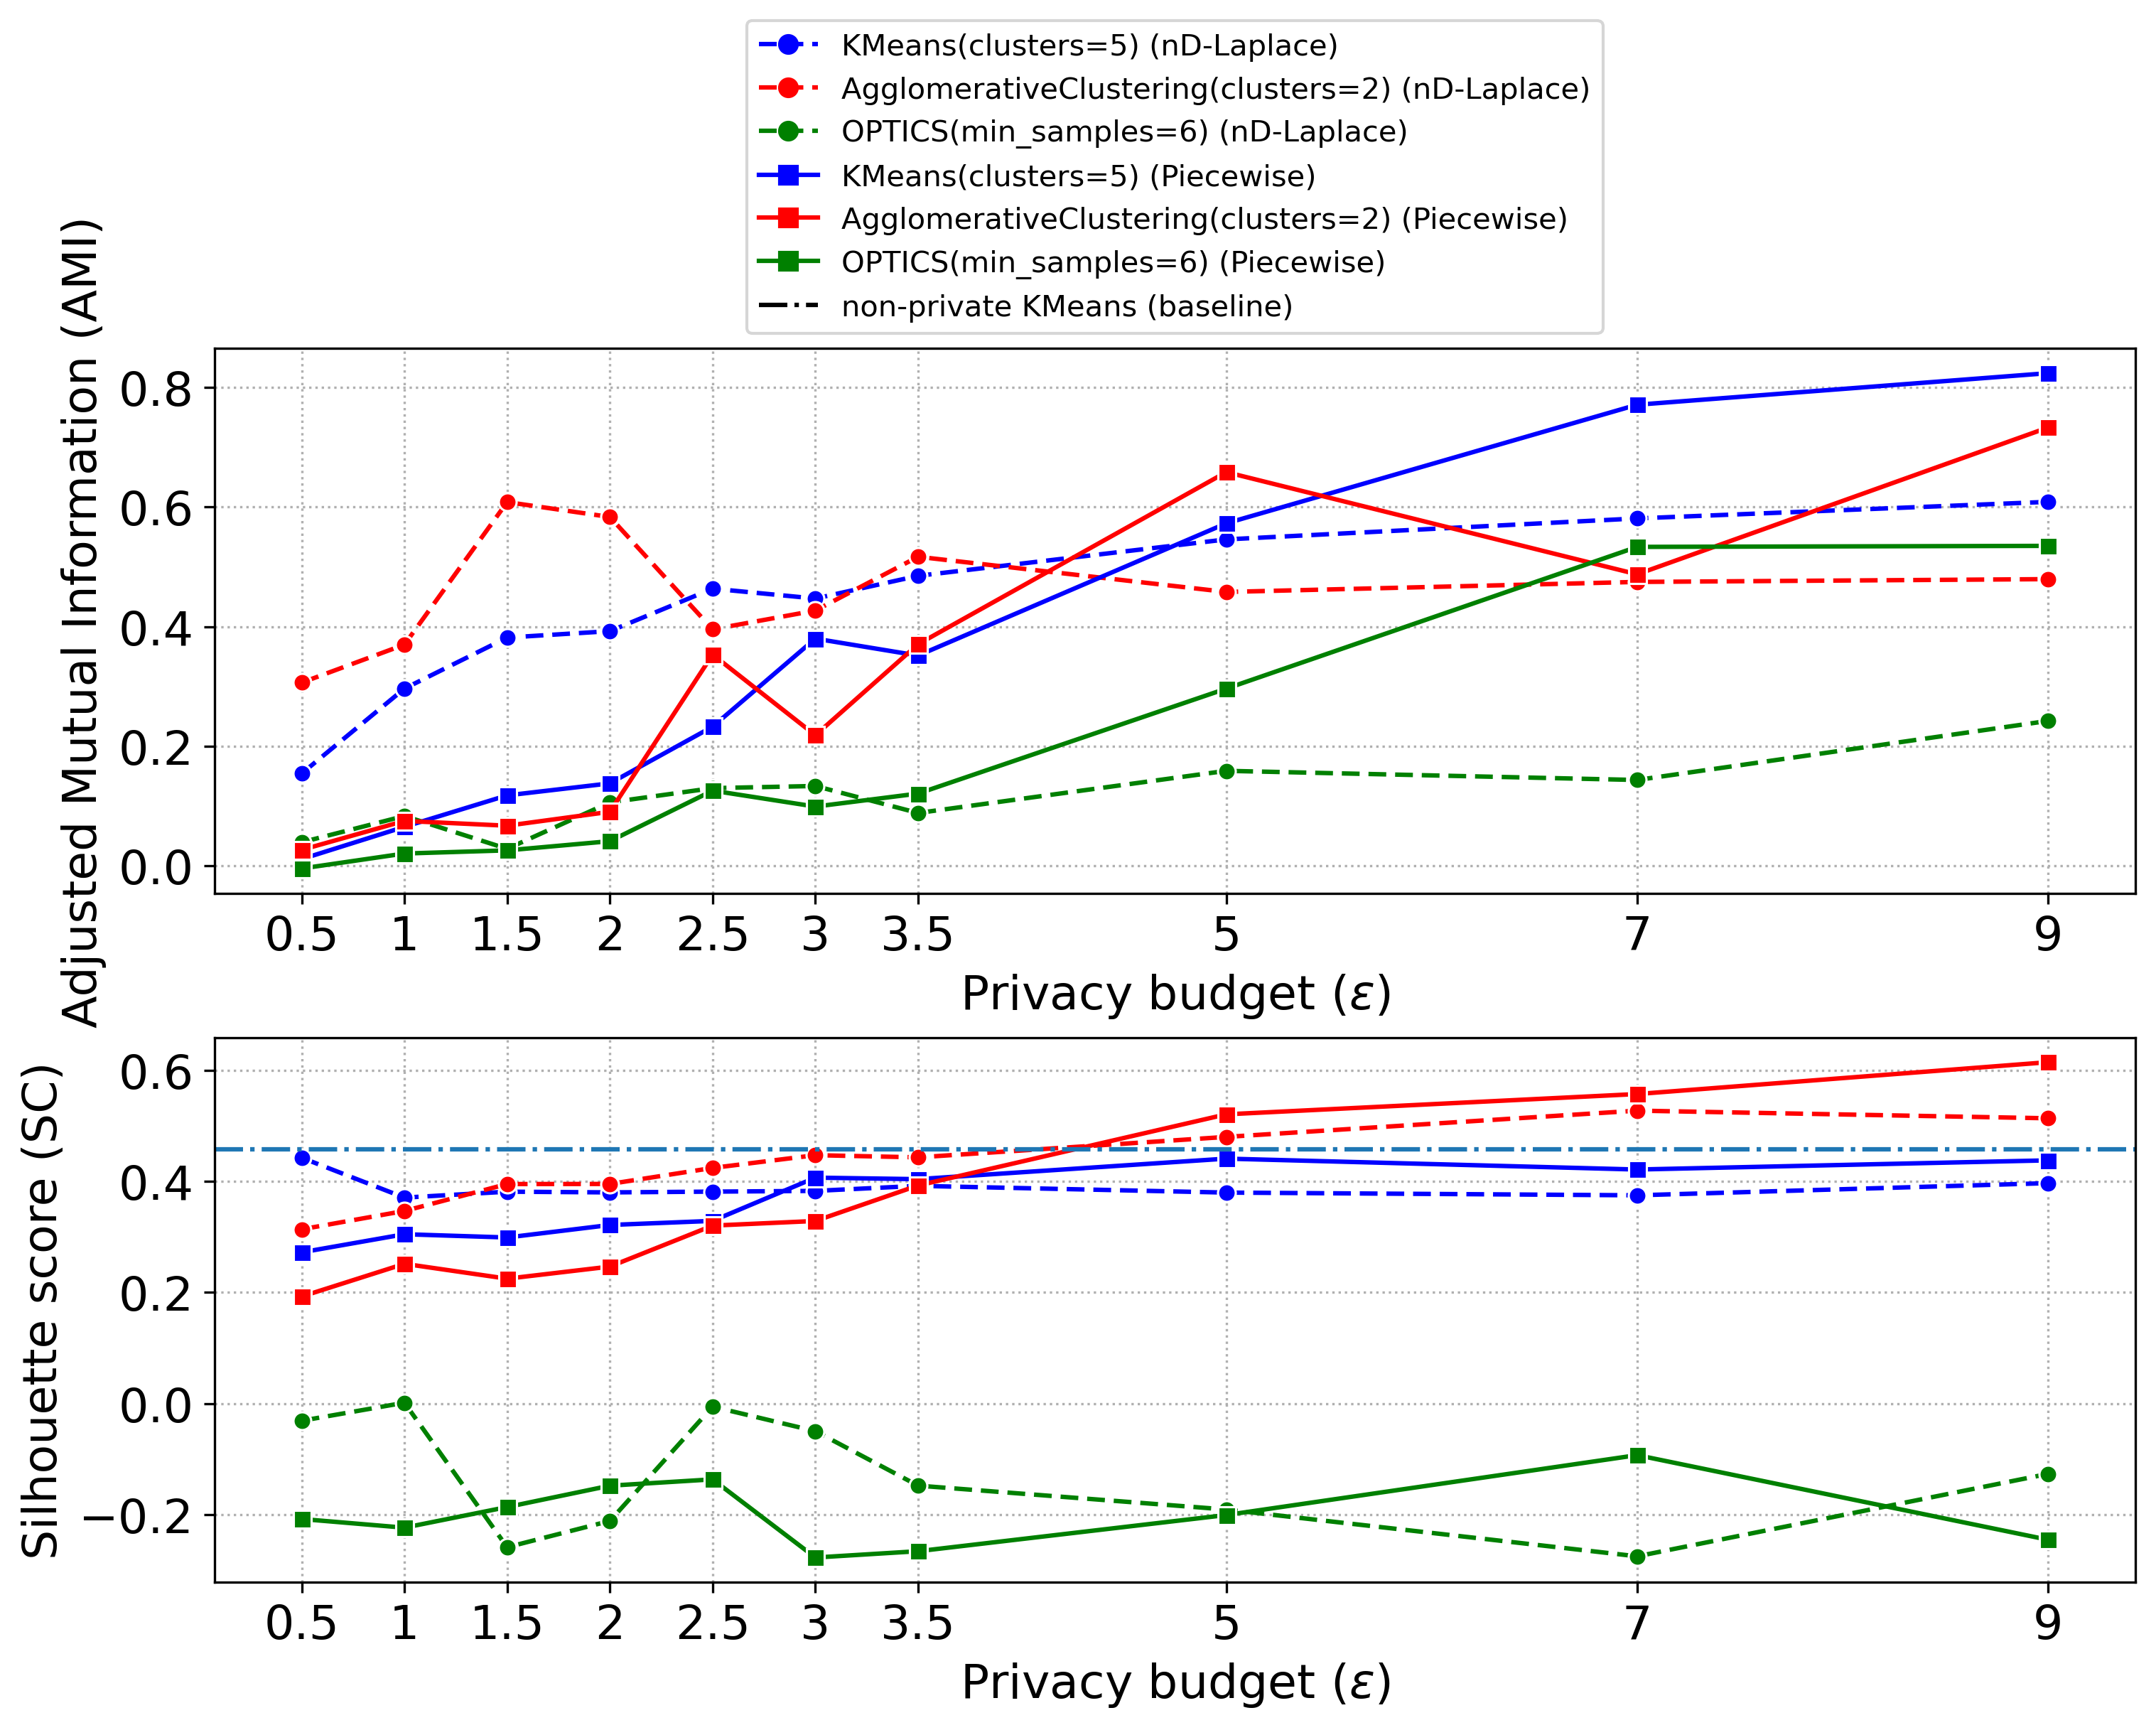 KMeans(clusters=5) (nD-Laplace)
AgglomerativeClustering(clusters=2) (nD-Laplace)
OPTICS(min_samples=6) (nD-Laplace)
KMeans(clusters=5) (Piecewise)
AgglomerativeClustering(clusters=2) (Piecewise)
OPTICS(min_samples=6) (Piecewise)
non-private KMeans (baseline)
Adjusted Mutual Information (AMI)
0.8
0.6
0.4
0.2
0.0
0.5 1 1.5 2 2.5 3 3.5 5 7 9
Privacy budget (ε)
Silhouette score (SC)
0.6
0.4
0.2
0.0
−0.2
0.5 1 1.5 2 2.5 3 3.5 5 7 9
Privacy budget (ε)